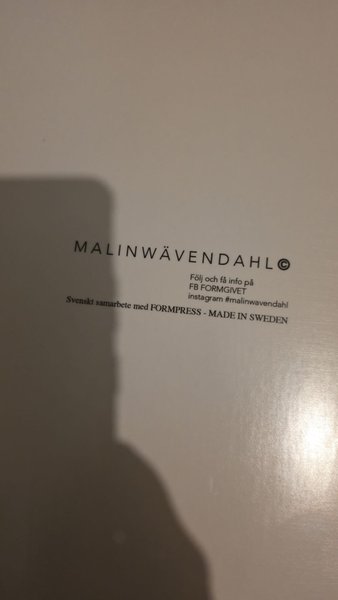 MALINWÄVENDAHL©
Följ och få info på
FB FORMGIVET
instagram #malinwavendahl
Svenskt samarbete med FORMPRESS - MADE IN SWEDEN